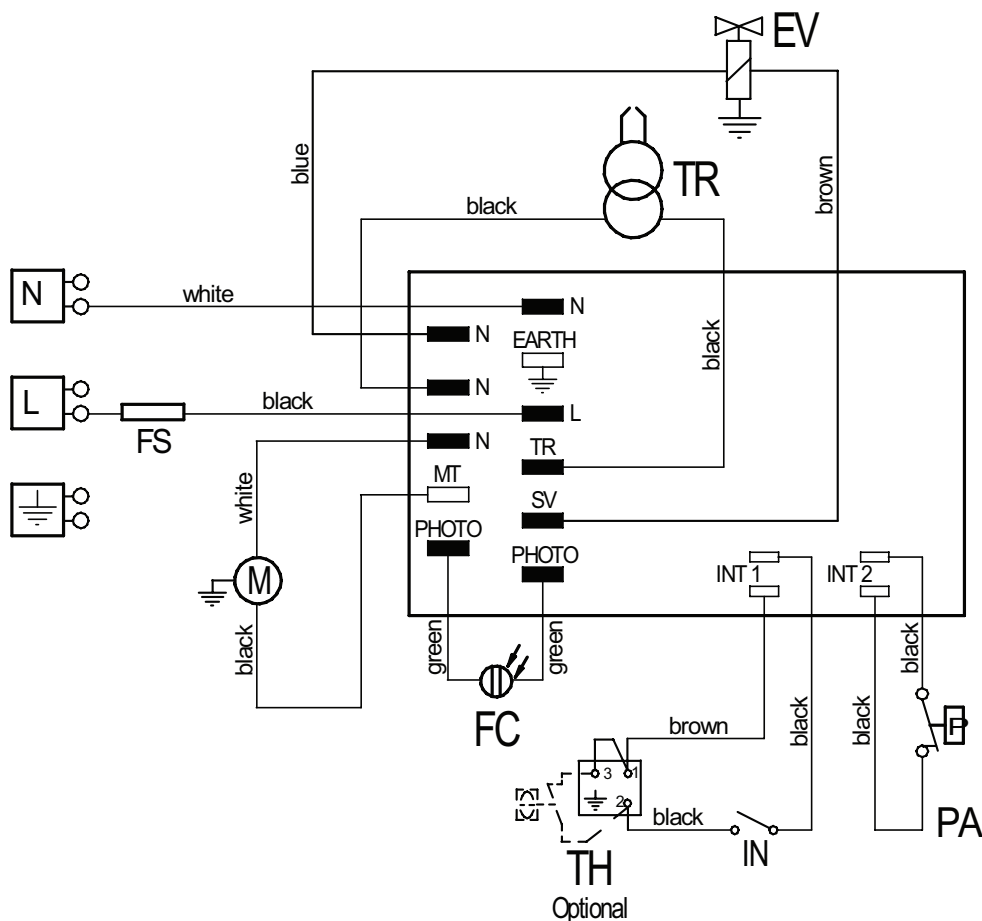 EV
TR
blue
brown
black
N
white
N
N
EARTH
black
N
L
black
L
FS
N
TR
white
MT
SV
PHOTO
PHOTO
INT 1
INT 2
M
black
green
green
black
FC
brown
black
black
P
3
1
2
black
IN
PA
TH
Optional